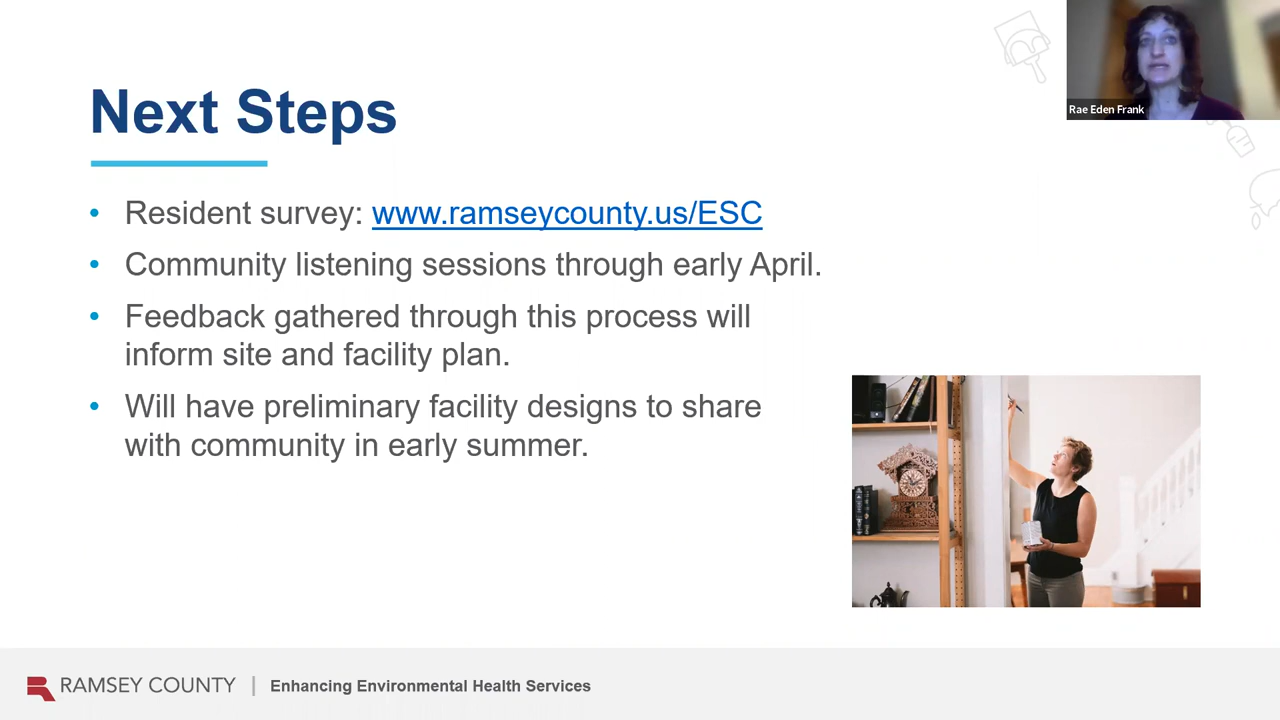 Rae Eden Frank
Next Steps
• Resident survey: www.ramseycounty.us/ESC
• Community listening sessions through early April.
• Feedback gathered through this process will
inform site and facility plan.
• Will have preliminary facility designs to share
with community in early summer.
RAMSEY COUNTY | Enhancing Environmental Health Services